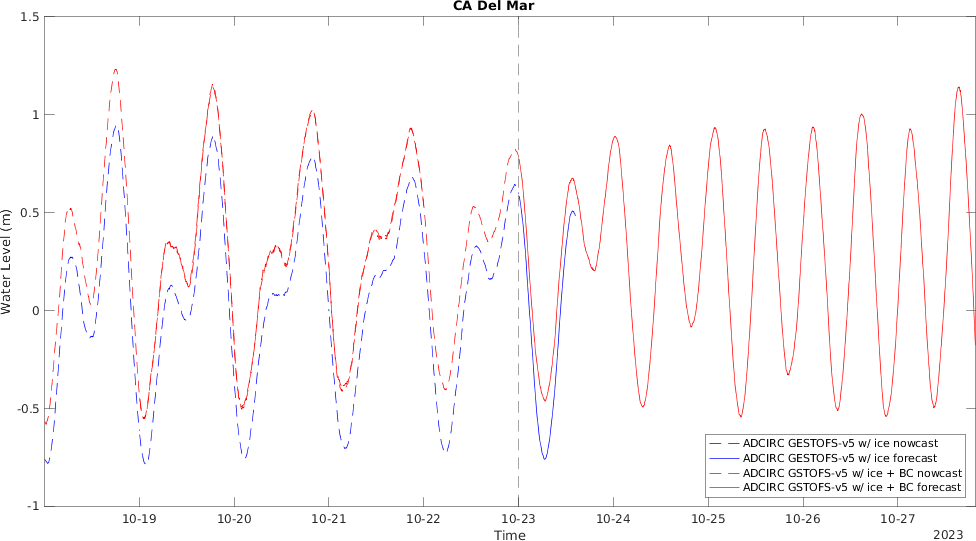 CA Del Mar
1.5
1
0.5
0
-0.5
-1
Water Level (m)
ADCIRC GESTOFS-v5 w/ ice nowcast
ADCIRC GESTOFS-v5 w/ ice forecast
ADCIRC GSTOFS-v5 w/ ice + BC nowcast
ADCIRC GSTOFS-v5 w/ ice + BC forecast
10-19 10-20 10-21 10-22 10-23 10-24 10-25 10-26 10-27
Time
2023